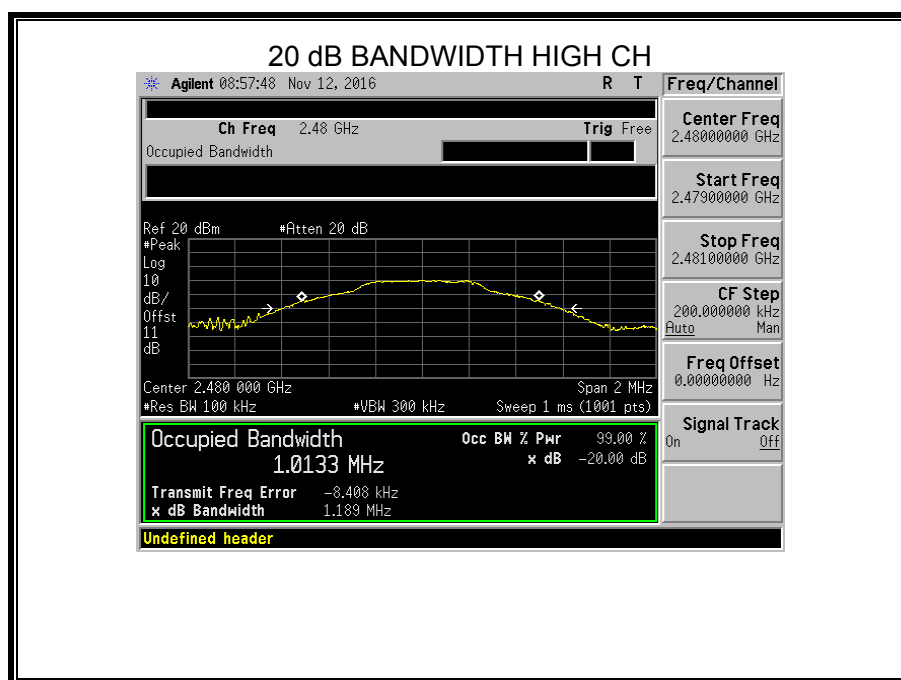 20 dB BANDWIDTH HIGH CH
Agilent 08:57:48 Nov 12, 2016 R T Freq/Channel
Ch Freq 2.48 GHz Trig Free
Occupied Bandwidth
Center Freq
2.48000000 GHz
Start Freq
2.47900000 GHz
Stop Freq
2.48100000 GHz
CF Step
200.000000 kHz
Auto Man
Freq Offset
0.00000000 Hz
Signal Track
On Off
Ref 20 dBm #Atten 20 dB
#Peak
Log
10
dB/
Offst
11
dB
Center 2.480 000 GHz Span 2 MHz
#Res BW 100 kHz #VBW 300 kHz Sweep 1 ms (1001 pts)
Occupied Bandwidth Occ BW % Pwr 99.00 %
1.0133 MHz x dB -20.00 dB
Transmit Freq Error -8.408 kHz
x dB Bandwidth 1.189 MHz
Undefined header